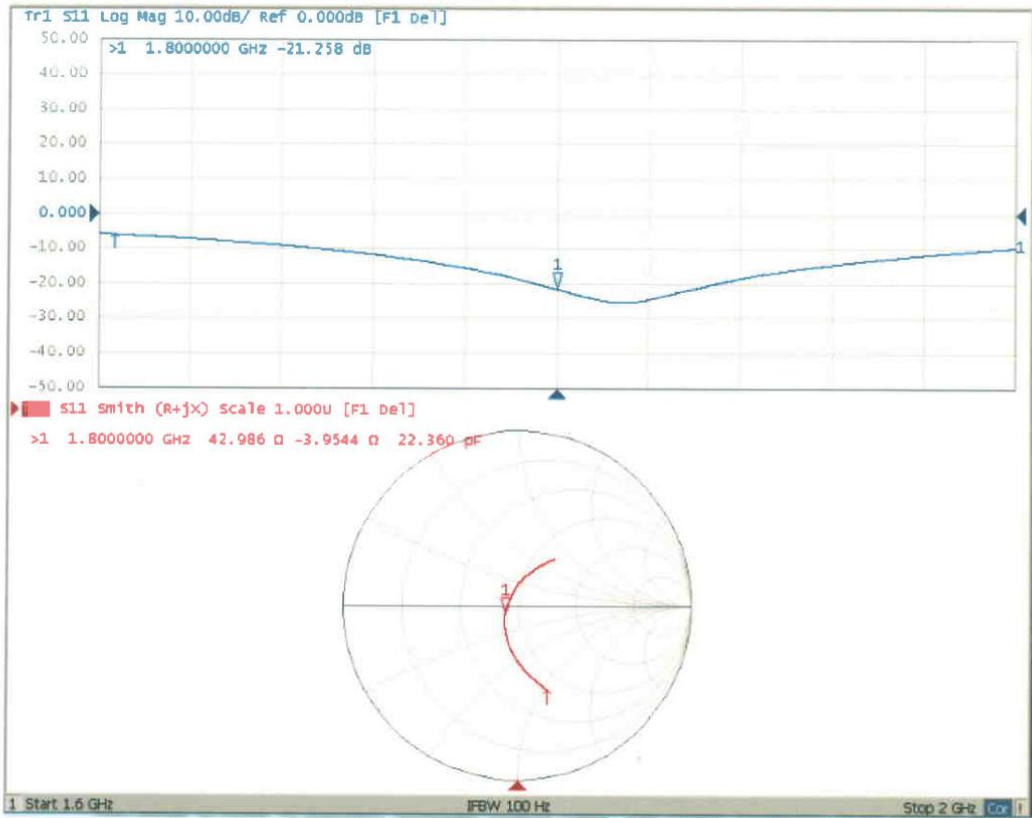 Tr1 S11 Log Mag 10.00dB/ Ref 0.000dB [F1 Del]
50.00
>1 1.8000000 GHz -21.258 dB
40.00
30.00
20.00
10.00
0.000
-10.00
1
-20.00
1
-30.00
-40.00
-50.00
S11 Smith (R+jX) Scale 1.000U [F1 Del]
>1 1.8000000 GHz 42.986 Ω -3.9544 Ω 22.360 pF
1
1 Start 1.6 GHz IFBW 100 Hz Stop 2 GHz Cor !